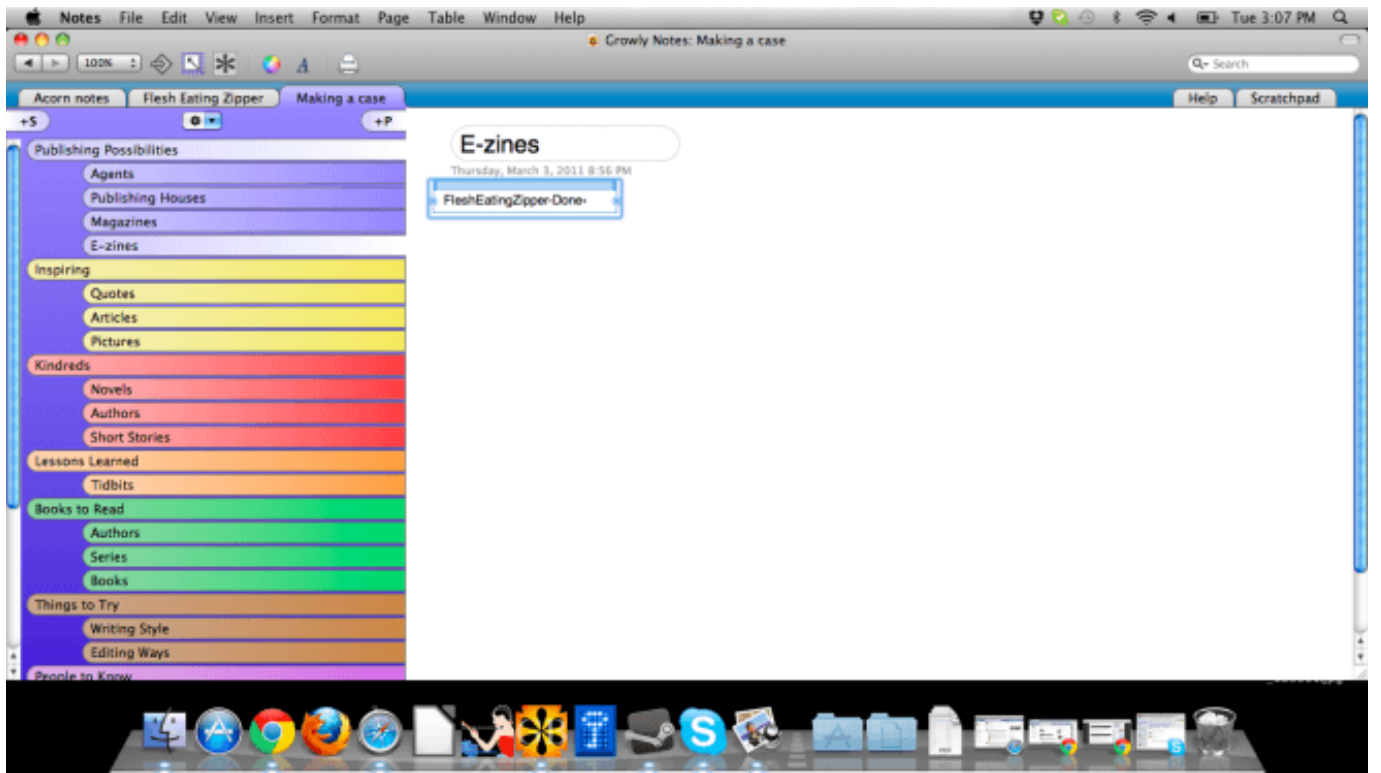 Notes File Edit View Insert Format Page Table Window Help Tue 3:07 PM
Growly Notes: Making a case
100% A Search
Acorn notes Flesh Eating Zipper Making a case Help Scratchpad
+S +P
Publishing Possibilities
Agents
Publishing Houses
Magazines
E-zines
Inspiring
Quotes
Articles
Pictures
Kindreds
Novels
Authors
Short Stories
Lessons Learned
Tidbits
Books to Read
Authors
Series
Books
Things to Try
Writing Style
Editing Ways
People to Know
E-zines
Thursday, March 3, 2011 8:56 PM
FleshEatingZipper-Done-